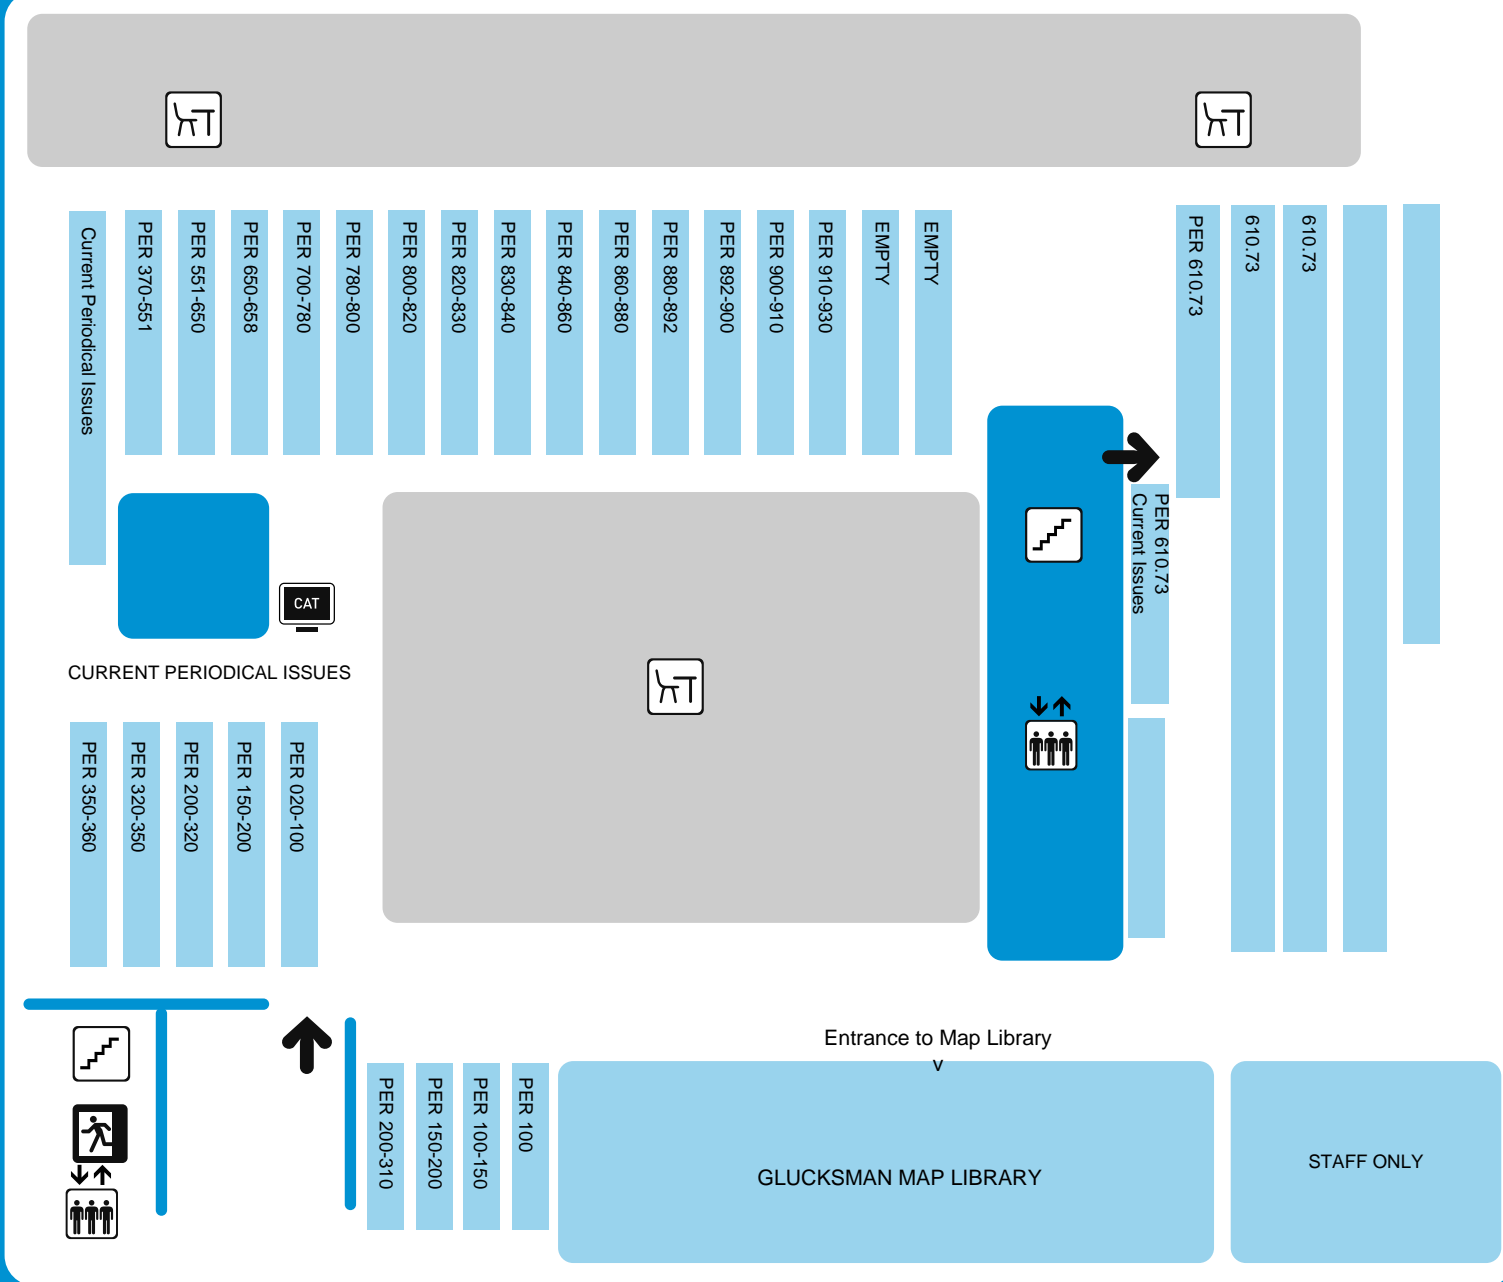 Current Periodical Issues
PER 370-551
PER 551-650
PER 650-658
PER 700-780
PER 780-800
PER 800-820
PER 820-830
PER 830-840
PER 840-860
PER 860-880
PER 880-892
PER 892-900
PER 900-910
PER 910-930
EMPTY
EMPTY
PER 610.73
610.73
610.73
PER 610.73
Current Issues
CAT
CURRENT PERIODICAL ISSUES
PER 350-360
PER 320-350
PER 200-320
PER 150-200
PER 020-100
Entrance to Map Library
v
PER 200-310
PER 150-200
PER 100-150
PER 100
GLUCKSMAN MAP LIBRARY
STAFF ONLY